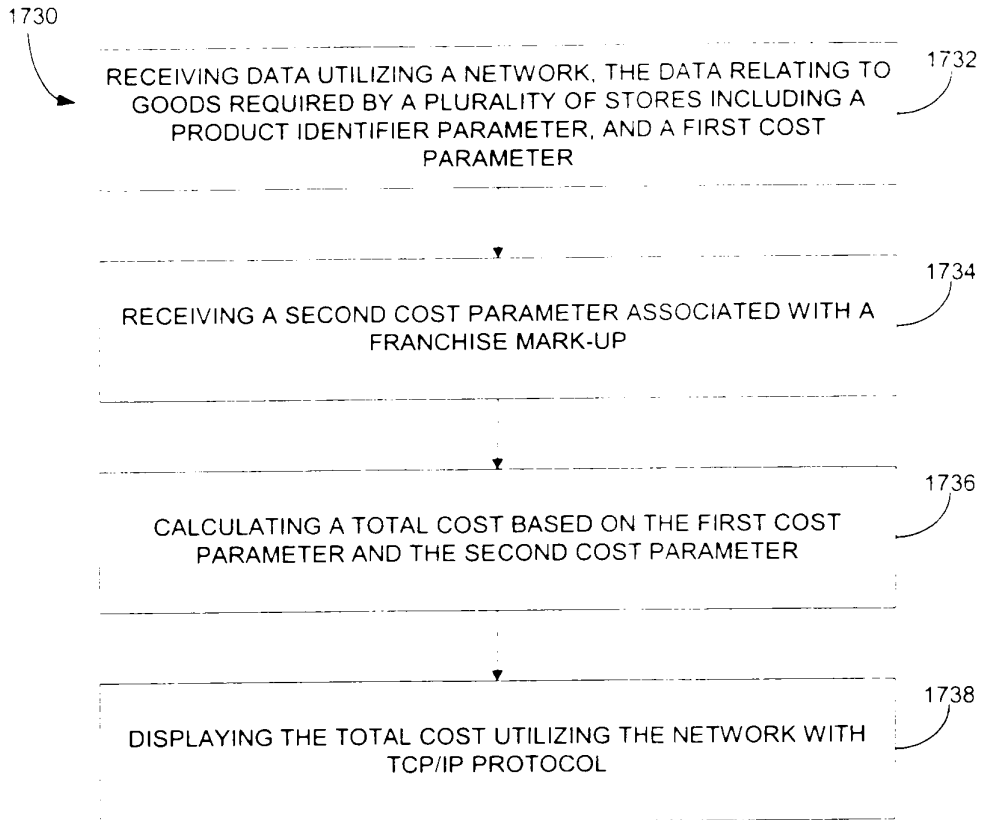 1730
1732
RECEIVING DATA UTILIZING A NETWORK, THE DATA RELATING TO
GOODS REQUIRED BY A PLURALITY OF STORES INCLUDING A
PRODUCT IDENTIFIER PARAMETER, AND A FIRST COST
PARAMETER
1734
RECEIVING A SECOND COST PARAMETER ASSOCIATED WITH A
FRANCHISE MARK-UP
1736
CALCULATING A TOTAL COST BASED ON THE FIRST COST
PARAMETER AND THE SECOND COST PARAMETER
1738
DISPLAYING THE TOTAL COST UTILIZING THE NETWORK WITH
TCP/IP PROTOCOL